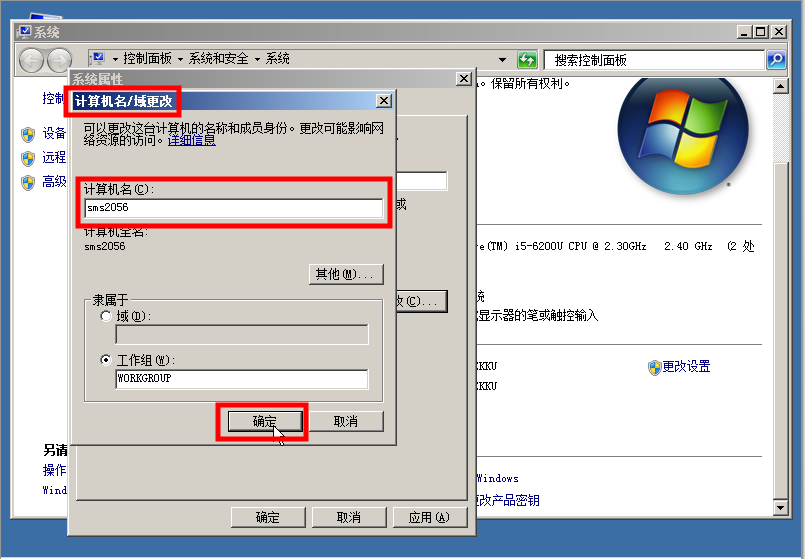 系统
控制面板 系统和安全 系统
搜索控制面板
系统属性
计算机名/域更改
。保留所有权利。
可以更改这台计算机的名称和成员身份。更改可能影响网
络资源的访问。详细信息
设备
远程
高级
计算机名(C):
sms2056
或
计算机全名:
sms2056
(TM) i5-6200U CPU @ 2.30GHz 2.40 GHz (2 处
其他(M)...
(C)...
隶属于
域(D):
显示器的笔或触控输入
工作组(W):
WORKGROUP
EKKU
更改设置
EKKU
确定
取消
另请
操作
Wind
Windows
改产品密钥
确定
取消
应用(A)